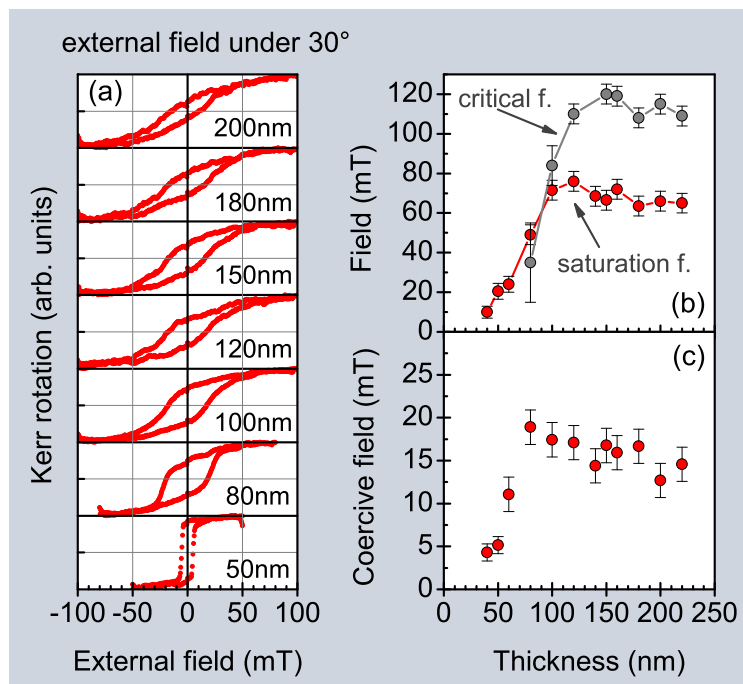 external field under 30°
(a)
200nm
180nm
150nm
120nm
100nm
80nm
50nm
Kerr rotation (arb. units)
-100 -50 0 50 100
External field (mT)
120
100
80
60
40
20
0
Field (mT)
critical f.
saturation f.
(b)
(c)
25
20
15
10
5
0
Coercive field (mT)
0 50 100 150 200 250
Thickness (nm)